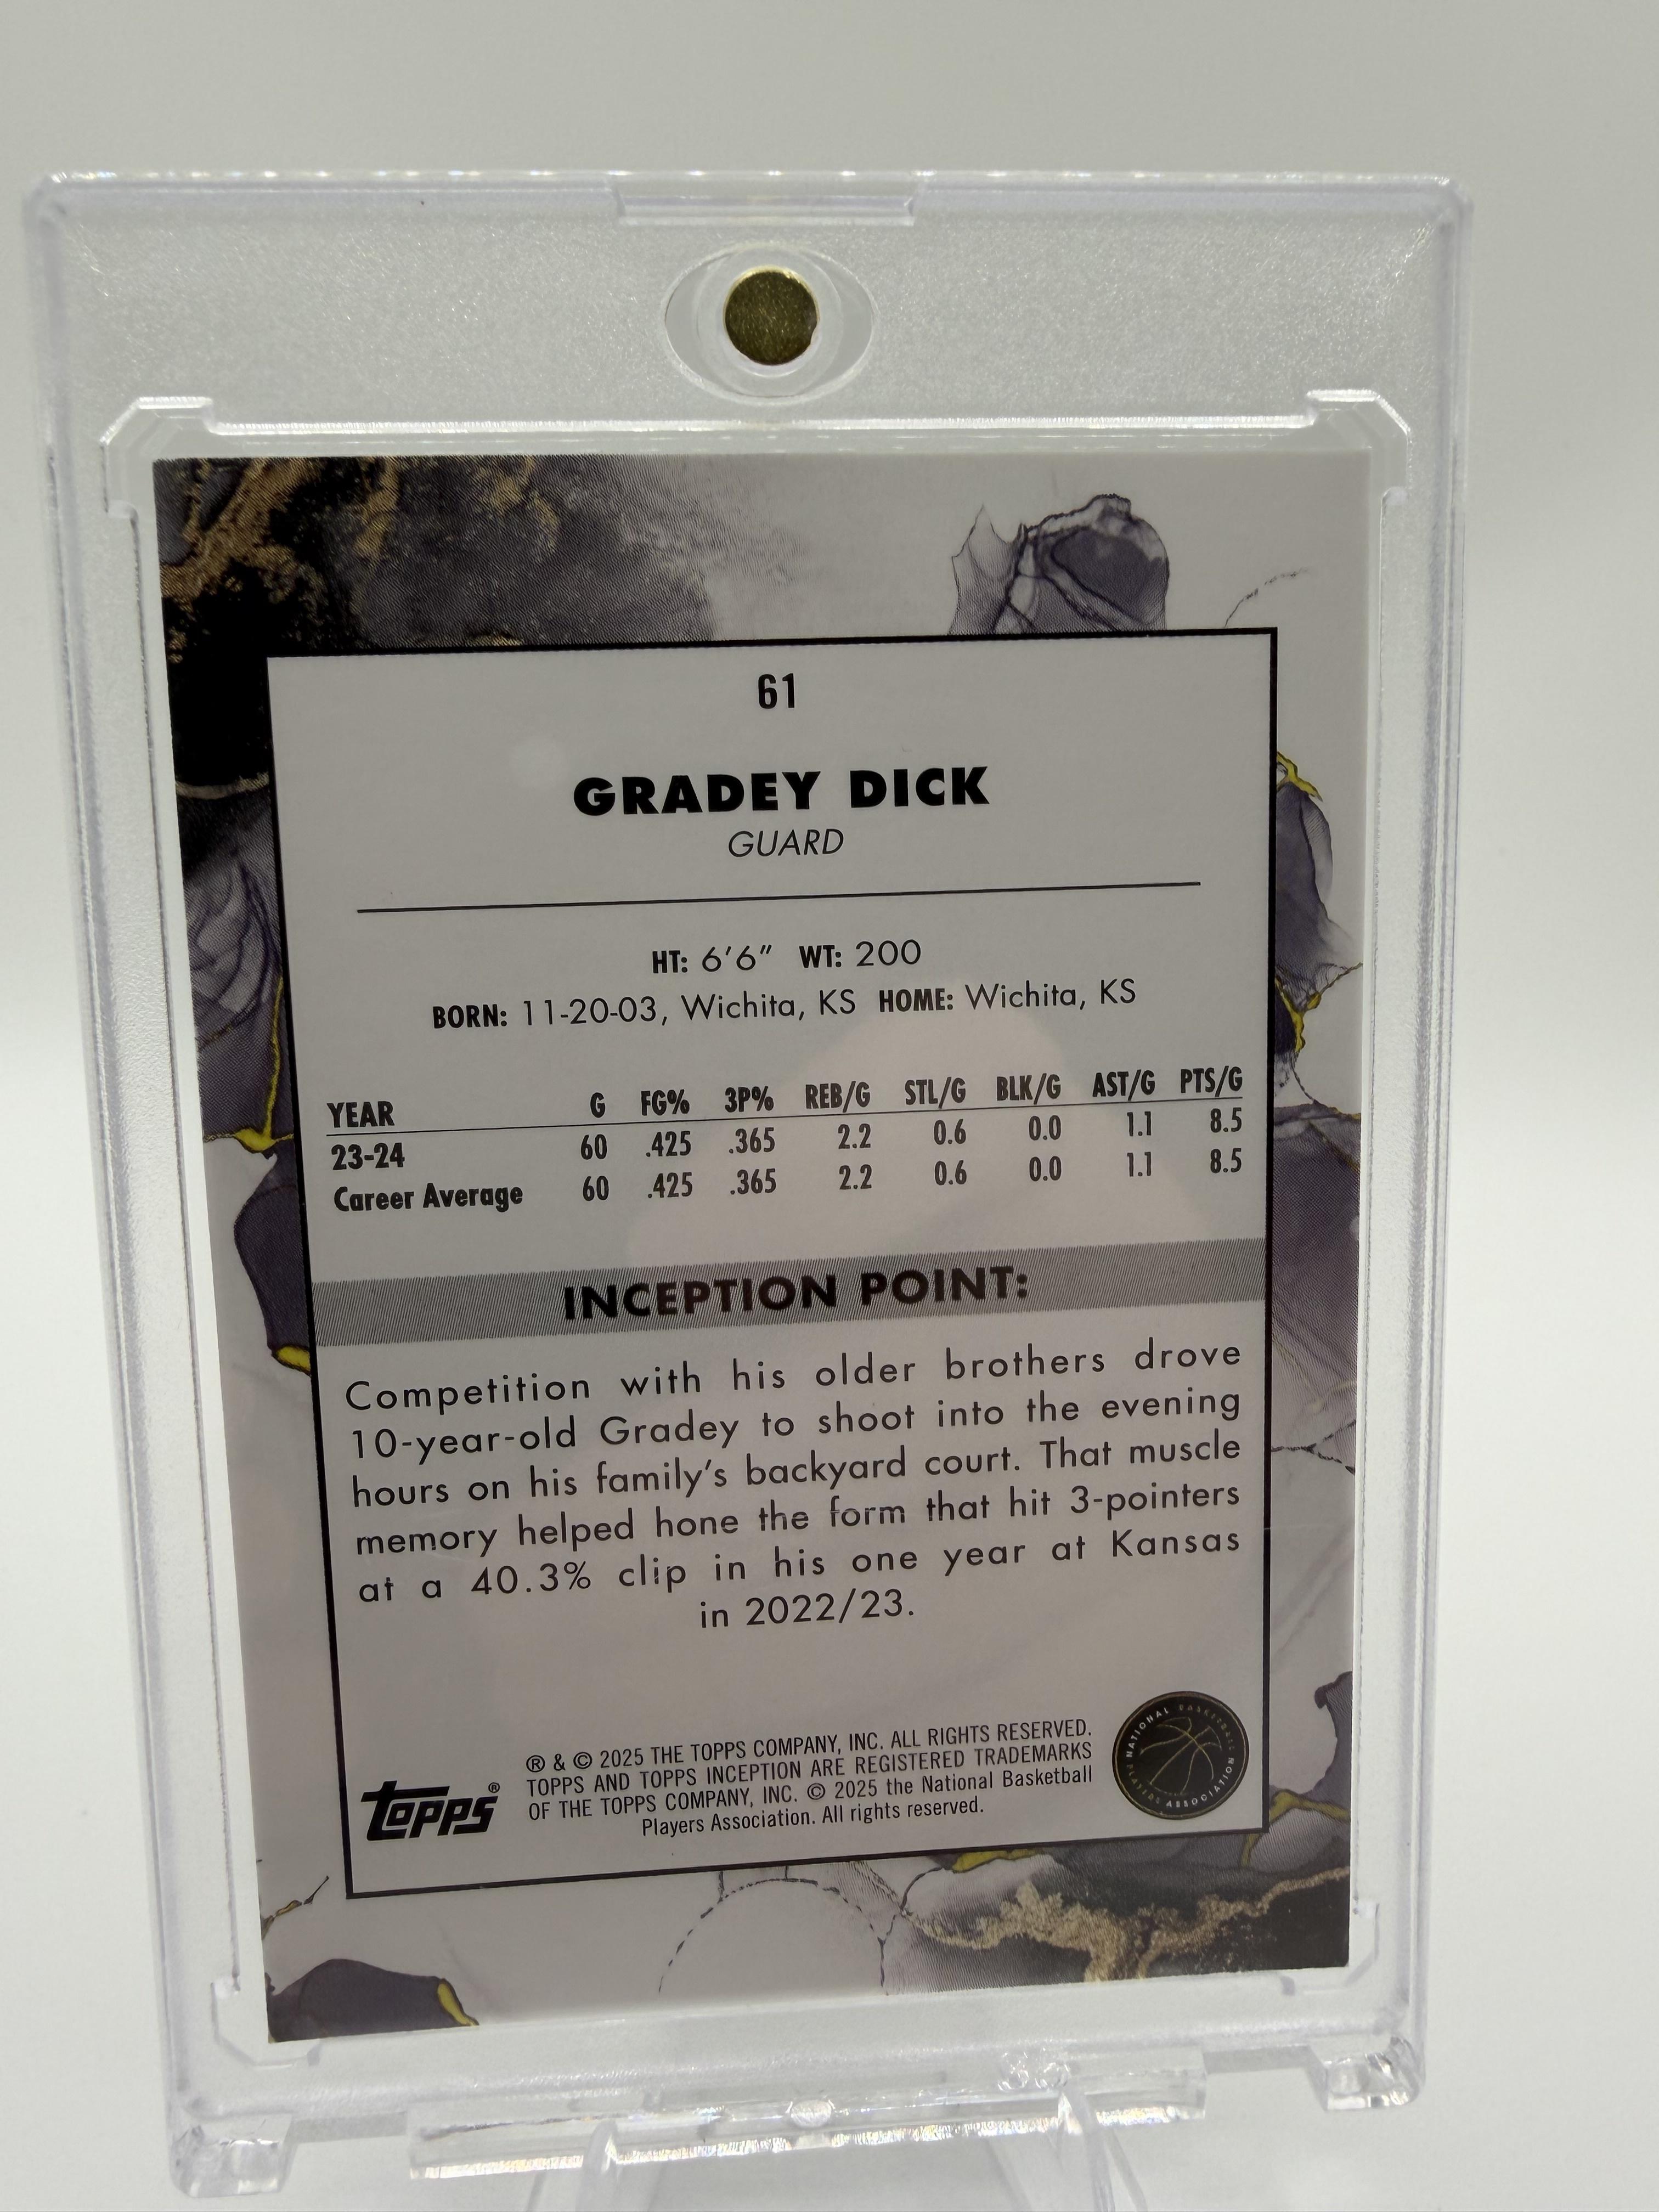 61
GRADEY DICK
GUARD
HT: 6'6" WT: 200
BORN: 11-20-03, Wichita, KS HOME: Wichita, KS
YEAR G FG% 3P% REB/G STL/G BLK/G AST/G PTS/G
23-24 60 .425 .365 2.2 0.6 0.0 1.1 8.5
Career Average 60 .425 .365 2.2 0.6 0.0 1.1 8.5
INCEPTION POINT:
Competition with his older brothers drove
10-year-old Gradey to shoot into the evening
hours on his family's backyard court. That muscle
memory helped hone the form that hit 3-pointers
at a 40.3% clip in his one year at Kansas
in 2022/23.
topps®
® & © 2025 THE TOPPS COMPANY, INC. ALL RIGHTS RESERVED.
TOPPS AND TOPPS INCEPTION ARE REGISTERED TRADEMARKS
OF THE TOPPS COMPANY, INC. © 2025 the National Basketball
Players Association. All rights reserved.
NATIONAL BASKETBALL PLAYERS ASSOCIATION